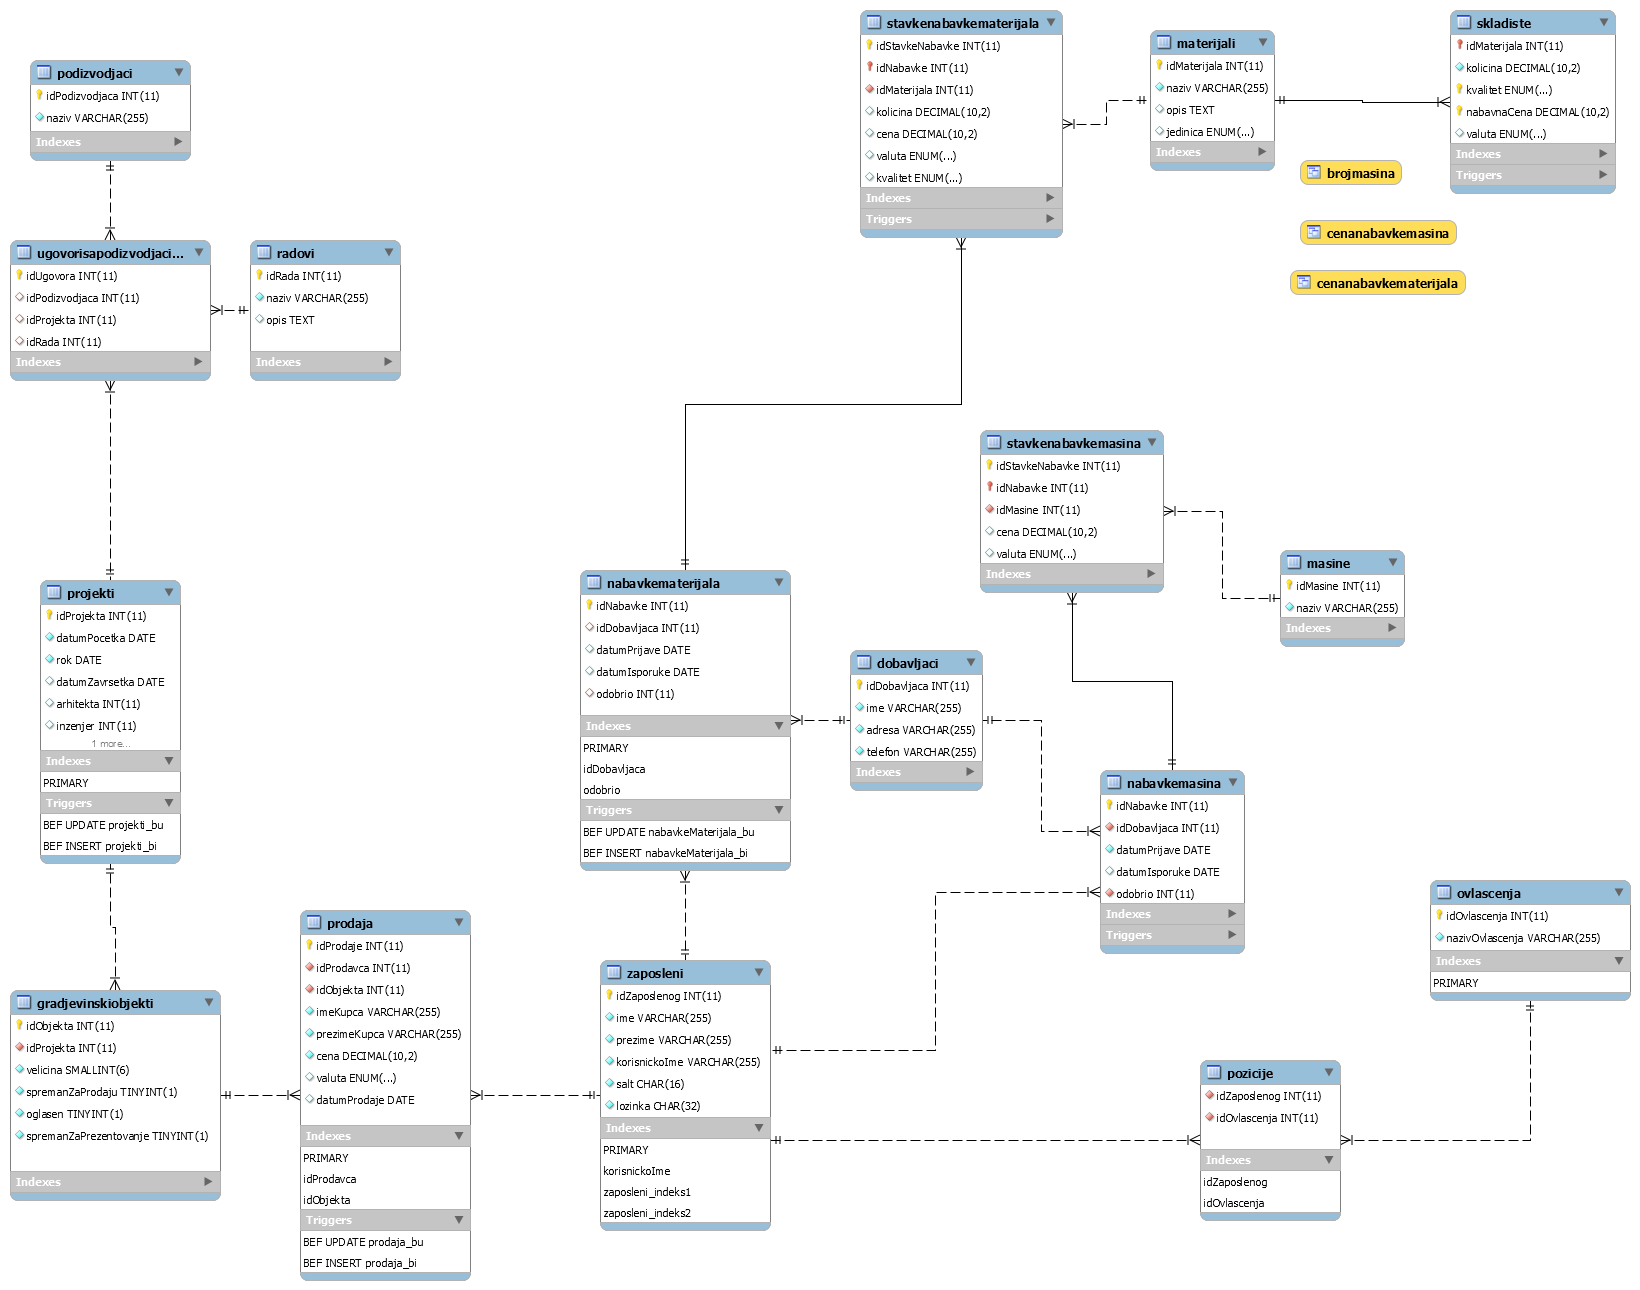 podizvodjaci
idPodizvodjaca INT(11)
naziv VARCHAR(255)
Indexes
ugovorisapodizvodjaci...
idUgovora INT(11)
idPodizvodjaca INT(11)
idProjekta INT(11)
idRada INT(11)
Indexes
radovi
idRada INT(11)
naziv VARCHAR(255)
opis TEXT
Indexes
projekti
idProjekta INT(11)
datumPocetka DATE
rok DATE
datumZavrsetka DATE
arhitekta INT(11)
inzenjer INT(11)
1 more...
Indexes
PRIMARY
Triggers
BEF UPDATE projekti_bu
BEF INSERT projekti_bi
gradjevinskiobjekti
idObjekta INT(11)
idProjekta INT(11)
velicina SMALLINT(6)
spremanZaProdaju TINYINT(1)
oglasen TINYINT(1)
spremanZaPrezentovanje TINYINT(1)
Indexes
prodaja
idProdaje INT(11)
idProdavca INT(11)
idObjekta INT(11)
imeKupca VARCHAR(255)
prezimeKupca VARCHAR(255)
cena DECIMAL(10,2)
valuta ENUM(...)
datumProdaje DATE
Indexes
PRIMARY
idProdavca
idObjekta
Triggers
BEF UPDATE prodaja_bu
BEF INSERT prodaja_bi
stavkenabavkematerijala
idStavkeNabavke INT(11)
idNabavke INT(11)
idMaterijala INT(11)
kolicina DECIMAL(10,2)
cena DECIMAL(10,2)
valuta ENUM(...)
kvalitet ENUM(...)
Indexes
Triggers
materijali
idMaterijala INT(11)
naziv VARCHAR(255)
opis TEXT
jedinica ENUM(...)
Indexes
skladiste
idMaterijala INT(11)
kolicina DECIMAL(10,2)
kvalitet ENUM(...)
nabavnaCena DECIMAL(10,2)
valuta ENUM(...)
Indexes
Triggers
brojmasina
cenanabavkemasina
cenanabavkematerijala
stavkenabavkemasina
idStavkeNabavke INT(11)
idNabavke INT(11)
idMasine INT(11)
cena DECIMAL(10,2)
valuta ENUM(...)
Indexes
masine
idMasine INT(11)
naziv VARCHAR(255)
Indexes
nabavkematerijala
idNabavke INT(11)
idDobavljaca INT(11)
datumPrijave DATE
datumIsporuke DATE
odobrio INT(11)
Indexes
PRIMARY
idDobavljaca
odobrio
Triggers
BEF UPDATE nabavkeMaterijala_bu
BEF INSERT nabavkeMaterijala_bi
dobavljaci
idDobavljaca INT(11)
ime VARCHAR(255)
adresa VARCHAR(255)
telefon VARCHAR(255)
Indexes
nabavkemasina
idNabavke INT(11)
idDobavljaca INT(11)
datumPrijave DATE
datumIsporuke DATE
odobrio INT(11)
Indexes
Triggers
zaposleni
idZaposlenog INT(11)
ime VARCHAR(255)
prezime VARCHAR(255)
korisnickoIme VARCHAR(255)
salt CHAR(16)
lozinka CHAR(32)
Indexes
PRIMARY
korisnickoIme
zaposleni_indeks1
zaposleni_indeks2
ovlascenja
idOvlascenja INT(11)
nazivOvlascenja VARCHAR(255)
Indexes
PRIMARY
pozicije
idZaposlenog INT(11)
idOvlascenja INT(11)
Indexes
idZaposlenog
idOvlascenja